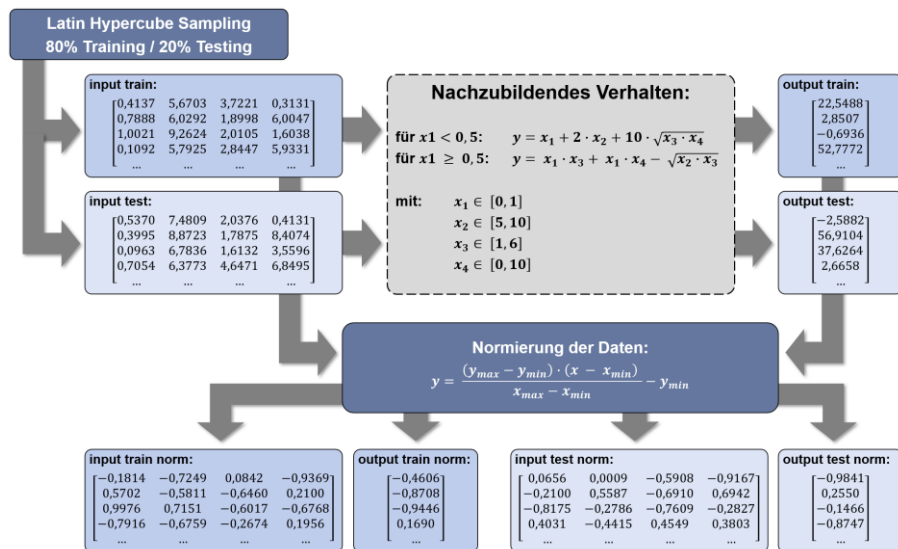 Latin Hypercube Sampling
80% Training / 20% Testing
input train:
0,4137 5,6703 3,7221 0,3131
0,7888 6,0292 1,8998 6,0047
1,0021 9,2624 2,0105 1,6038
0,1092 5,7925 2,8447 5,9331
... ... ... ...
input test:
0,5370 7,4809 2,0376 0,4131
0,3995 8,8723 1,7875 8,4074
0,0963 6,7836 1,6132 3,5596
0,7054 6,3773 4,6471 6,8495
... ... ... ...
Nachzubildendes Verhalten:
für x1 < 0,5: y = x₁ + 2 · x₂ + 10 · √(x₃ · x₄)
für x1 ≥ 0,5: y = x₁ · x₃ + x₁ · x₄ − √(x₂ · x₃)
mit: x₁ ∈ [0, 1]
x₂ ∈ [5, 10]
x₃ ∈ [1, 6]
x₄ ∈ [0, 10]
output train:
22,5488
2,8507
−0,6936
52,7772
...
output test:
−2,5882
56,9104
37,6264
2,6658
...
Normierung der Daten:
y = (y_max − y_min) · (x − x_min) / (x_max − x_min) − y_min
input train norm:
−0,1814 −0,7249 0,0842 −0,9369
0,5702 −0,5811 −0,6460 0,2100
0,9976 0,7151 −0,6017 −0,6768
−0,7916 −0,6759 −0,2674 0,1956
... ... ... ...
output train norm:
−0,4606
−0,8708
−0,9446
0,1690
...
input test norm:
0,0656 0,0009 −0,5908 −0,9167
−0,2100 0,5587 −0,6910 0,6942
−0,8175 −0,2786 −0,7609 −0,2827
0,4031 −0,4415 0,4549 0,3803
... ... ... ...
output test norm:
−0,9841
0,2550
−0,1466
−0,8747
...